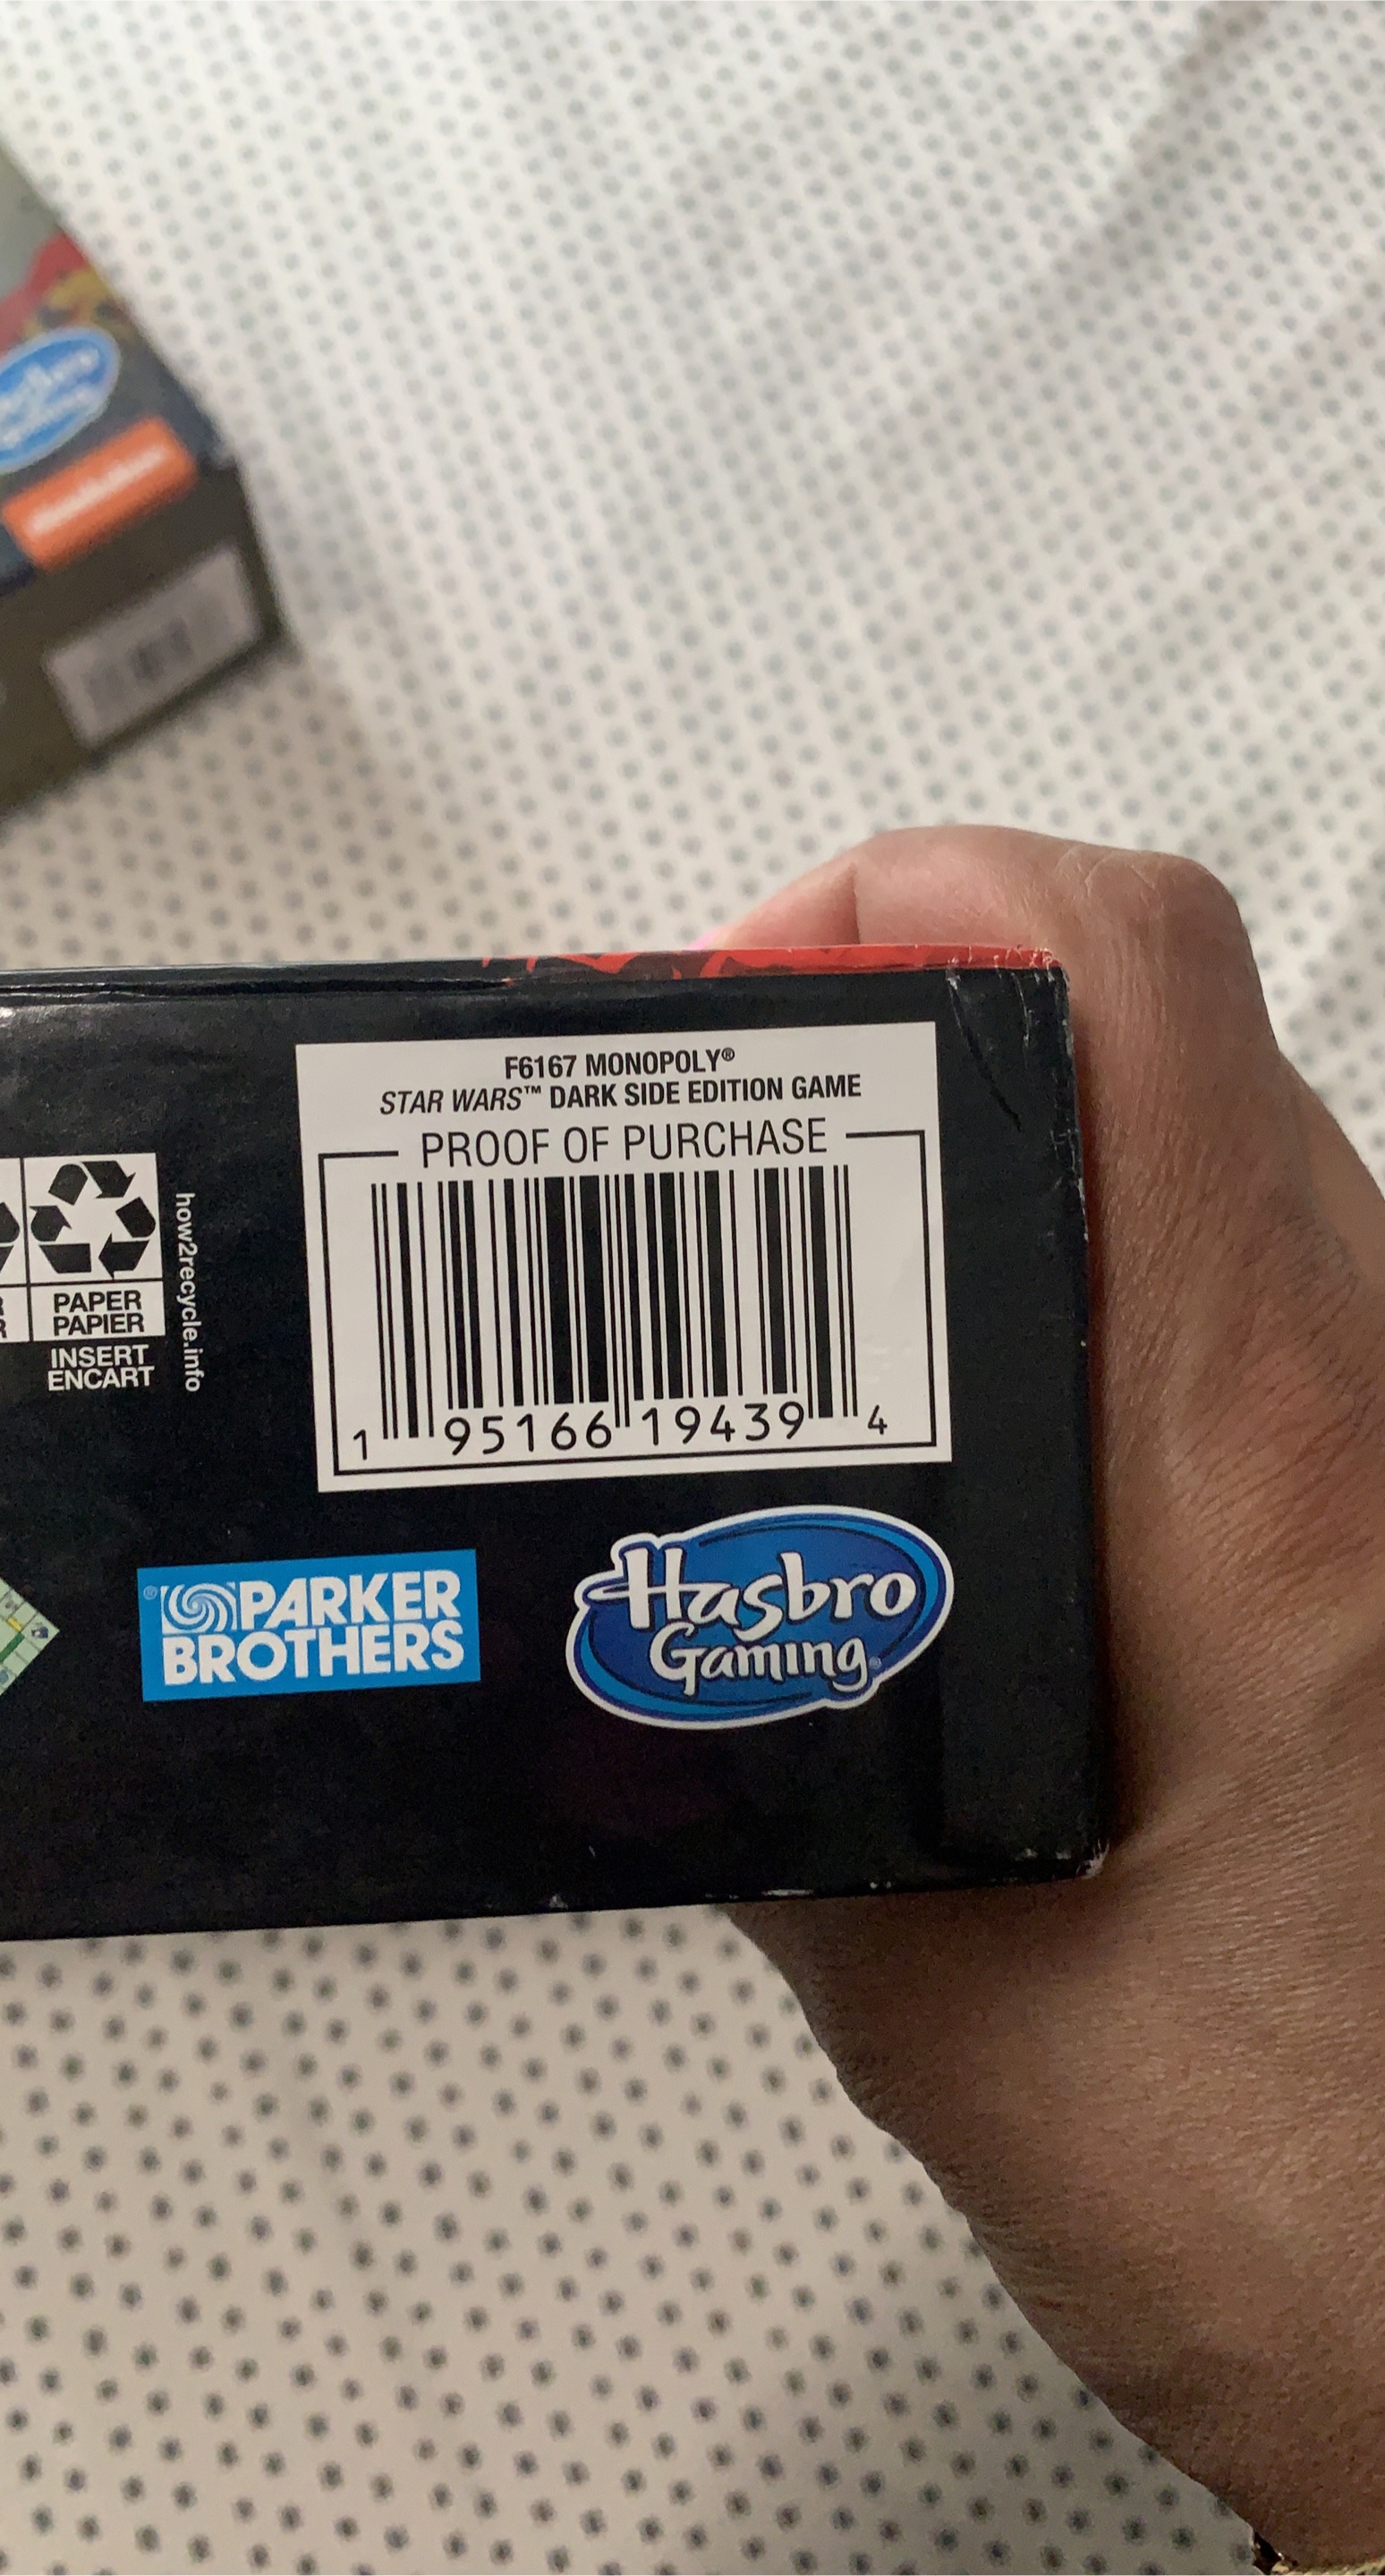 F6167 MONOPOLY®
STAR WARS™ DARK SIDE EDITION GAME
PROOF OF PURCHASE
1 95166 19439 4
PAPER
PAPIER
INSERT
ENCART
how2recycle.info
® PARKER
BROTHERS
Hasbro
Gaming®